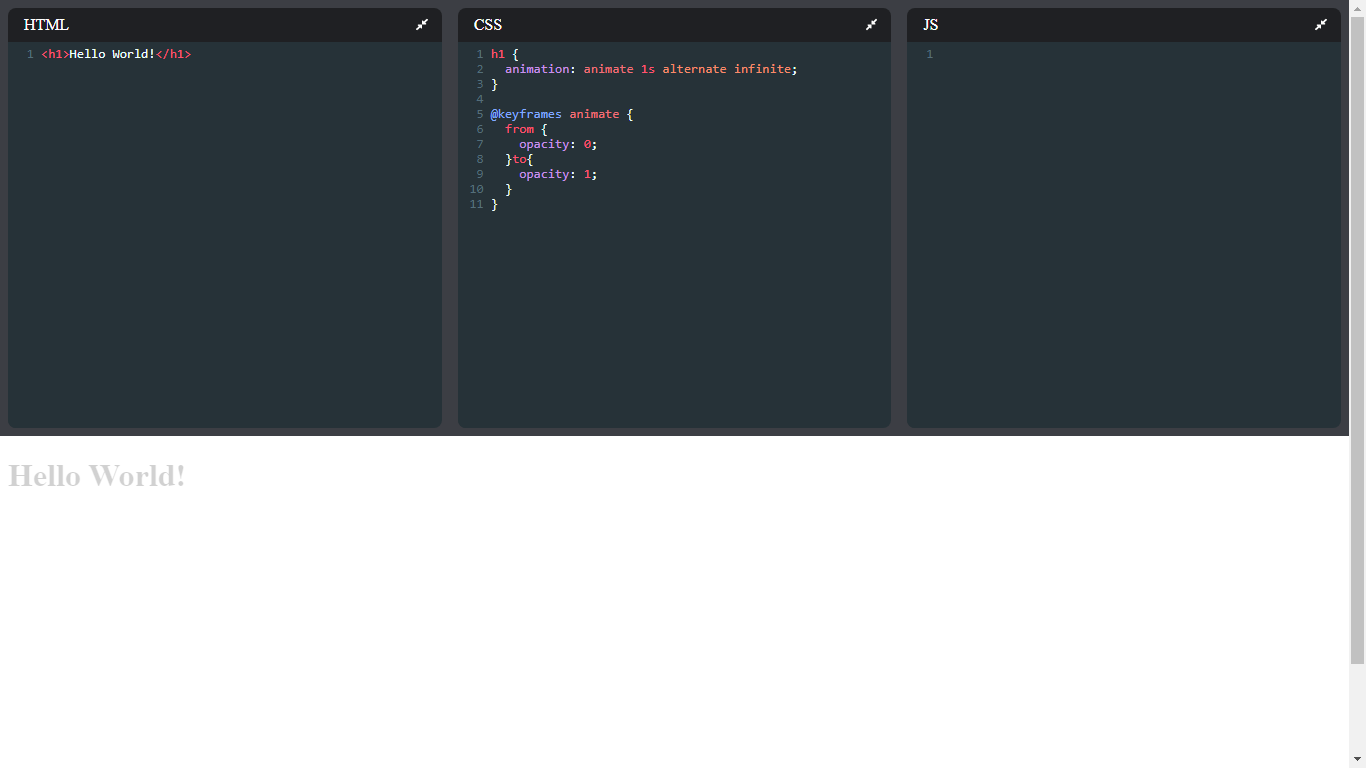 HTML
1 <h1>Hello World!</h1>
CSS
1 h1 {
2   animation: animate 1s alternate infinite;
3 }
4
5 @keyframes animate {
6   from {
7     opacity: 0;
8   }to{
9     opacity: 1;
10   }
11 }
JS
1
Hello World!